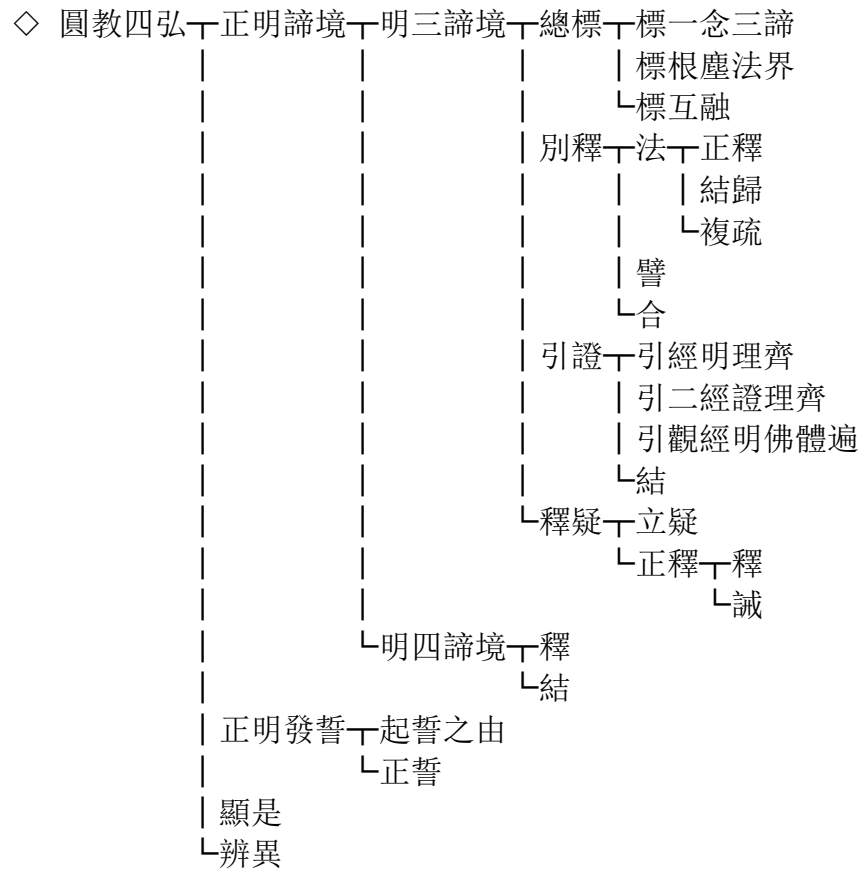 ◇ 圓教四弘┬正明諦境┬明三諦境┬總標┬標一念三諦
│標根塵法界
└標互融
│別釋┬法┬正釋
│結歸
└複疏
│譬
└合
│引證┬引經明理齊
│引二經證理齊
│引觀經明佛體遍
└結
└釋疑┬立疑
└正釋┬釋
└誡
└明四諦境┬釋
└結
│正明發誓┬起誓之由
└正誓
│顯是
└辨異